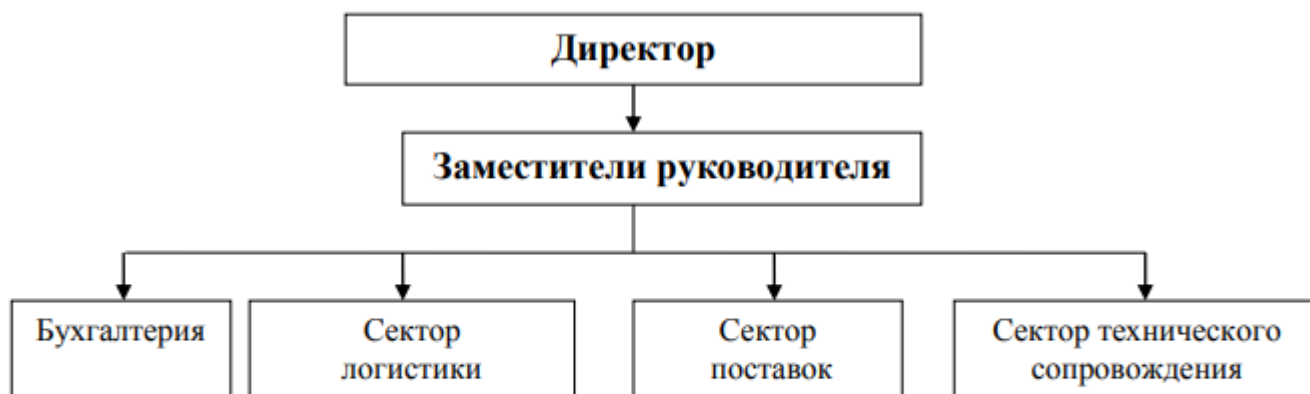 Директор
Заместители руководителя
Бухгалтерия
Сектор
логистики
Сектор
поставок
Сектор технического
сопровождения